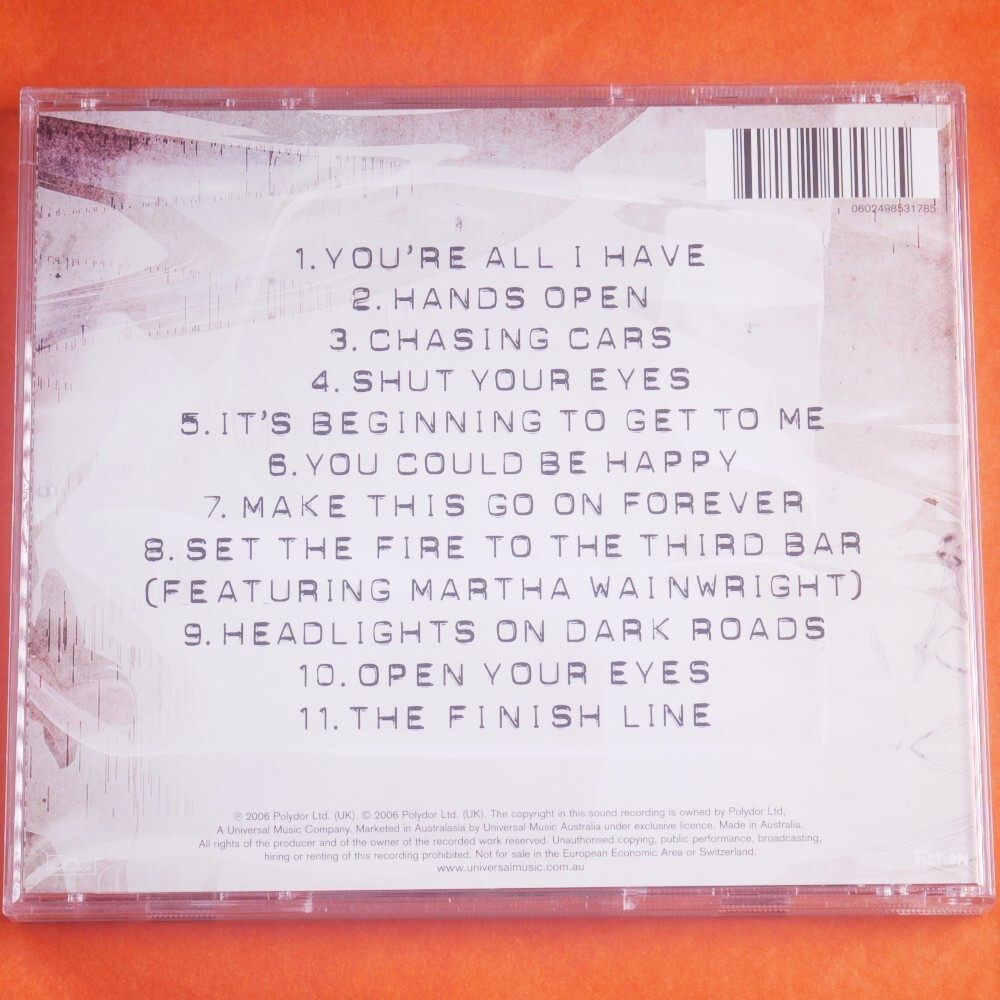 0602498531785
1. YOU'RE ALL I HAVE
2. HANDS OPEN
3. CHASING CARS
4. SHUT YOUR EYES
5. IT'S BEGINNING TO GET TO ME
6. YOU COULD BE HAPPY
7. MAKE THIS GO ON FOREVER
8. SET THE FIRE TO THE THIRD BAR
(FEATURING MARTHA WAINWRIGHT)
9. HEADLIGHTS ON DARK ROADS
10. OPEN YOUR EYES
11. THE FINISH LINE
℗ 2006 Polydor Ltd. (UK). © 2006 Polydor Ltd. (UK). The copyright in this sound recording is owned by Polydor Ltd,
A Universal Music Company. Marketed in Australasia by Universal Music Australia under exclusive licence. Made in Australia.
All rights of the producer and of the owner of the recorded work reserved. Unauthorised copying, public performance, broadcasting,
hiring or renting of this recording prohibited. Not for sale in the European Economic Area or Switzerland.
www.universalmusic.com.au
fiction